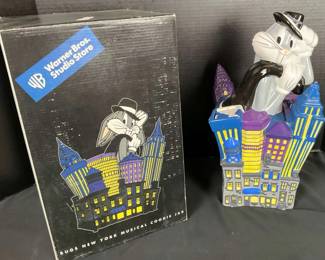 WB
Warner Bros.
Studio Store
BUGS NEW YORK MUSICAL COOKIE JAR